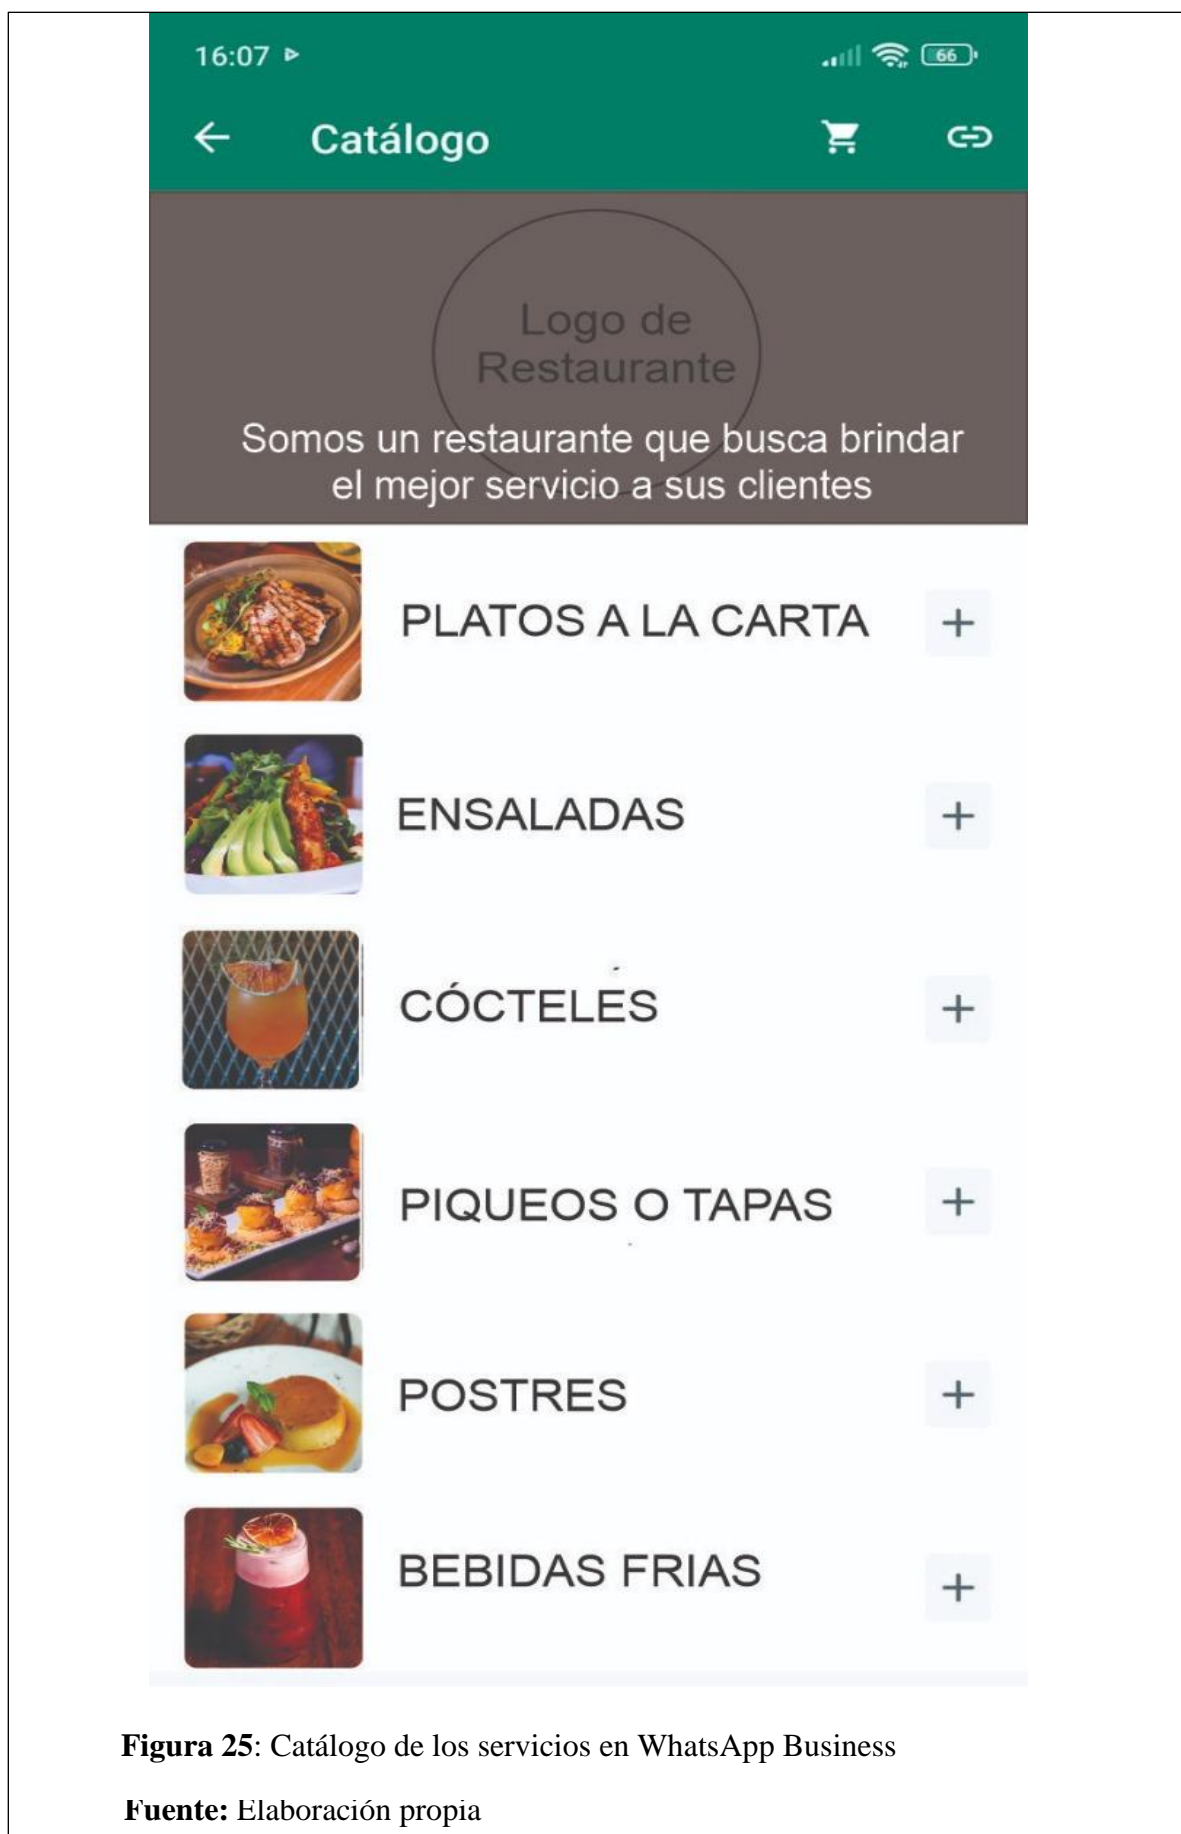 16:07
66
Catálogo
Logo de
Restaurante
Somos un restaurante que busca brindar
el mejor servicio a sus clientes
PLATOS A LA CARTA
ENSALADAS
CÓCTELES
PIQUEOS O TAPAS
POSTRES
BEBIDAS FRIAS
Figura 25: Catálogo de los servicios en WhatsApp Business
Fuente: Elaboración propia